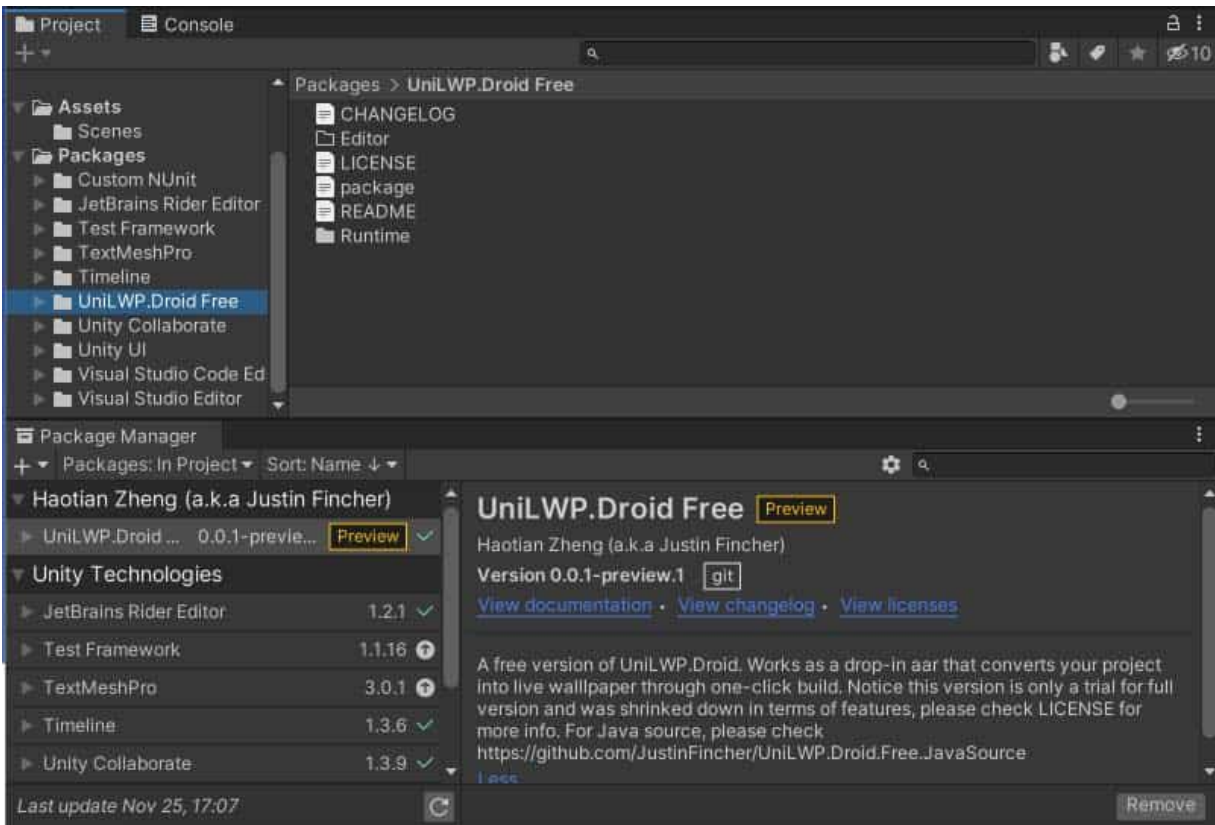 Project Console
10
Packages > UniLWP.Droid Free
Assets
Scenes
Packages
Custom NUnit
JetBrains Rider Editor
Test Framework
TextMeshPro
Timeline
UniLWP.Droid Free
Unity Collaborate
Unity UI
Visual Studio Code Ed
Visual Studio Editor
CHANGELOG
Editor
LICENSE
package
README
Runtime
Package Manager
Packages: In Project Sort: Name ↓
Haotian Zheng (a.k.a Justin Fincher)
UniLWP.Droid ... 0.0.1-previe... Preview
Unity Technologies
JetBrains Rider Editor 1.2.1
Test Framework 1.1.16
TextMeshPro 3.0.1
Timeline 1.3.6
Unity Collaborate 1.3.9
Last update Nov 25, 17:07
UniLWP.Droid Free Preview
Haotian Zheng (a.k.a Justin Fincher)
Version 0.0.1-preview.1 git
View documentation • View changelog • View licenses
A free version of UniLWP.Droid. Works as a drop-in aar that converts your project
into live walllpaper through one-click build. Notice this version is only a trial for full
version and was shrinked down in terms of features, please check LICENSE for
more info. For Java source, please check
https://github.com/JustinFincher/UniLWP.Droid.Free.JavaSource
Less
Remove